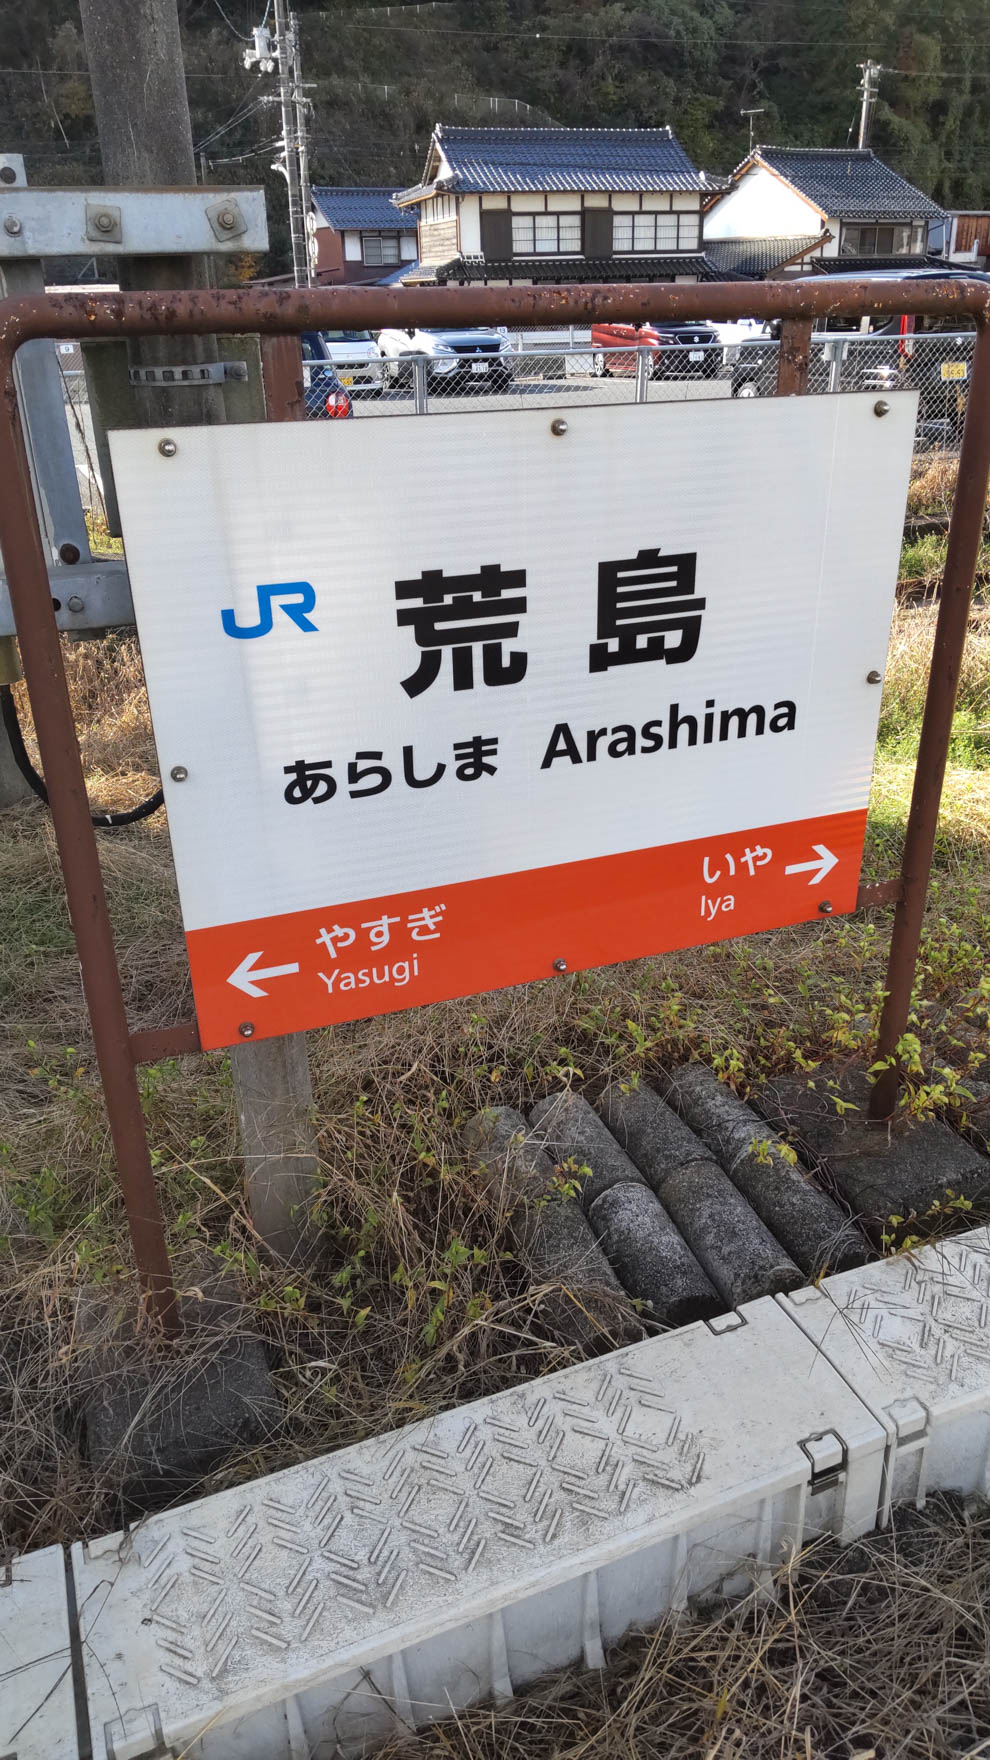 JR 荒島
あらしま Arashima
いや →
Iya
← やすぎ
Yasugi